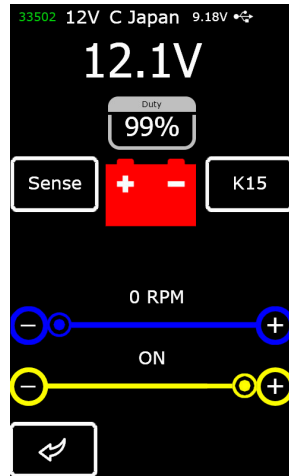 33502 12V C Japan 9.18V
12.1V
Duty
99%
Sense + - K15
0 RPM
- +
ON
- +